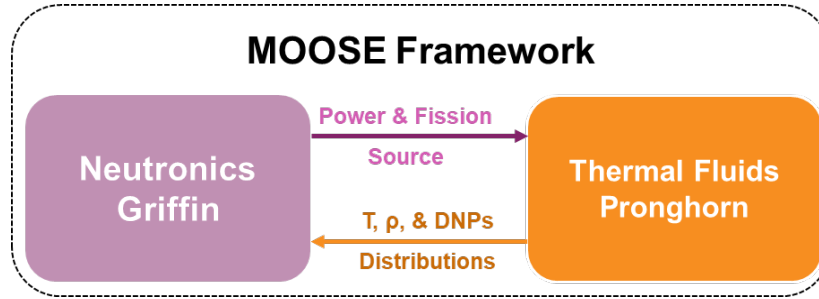 MOOSE Framework
Neutronics
Griffin
Power & Fission
Source
T, ρ, & DNPs
Distributions
Thermal Fluids
Pronghorn